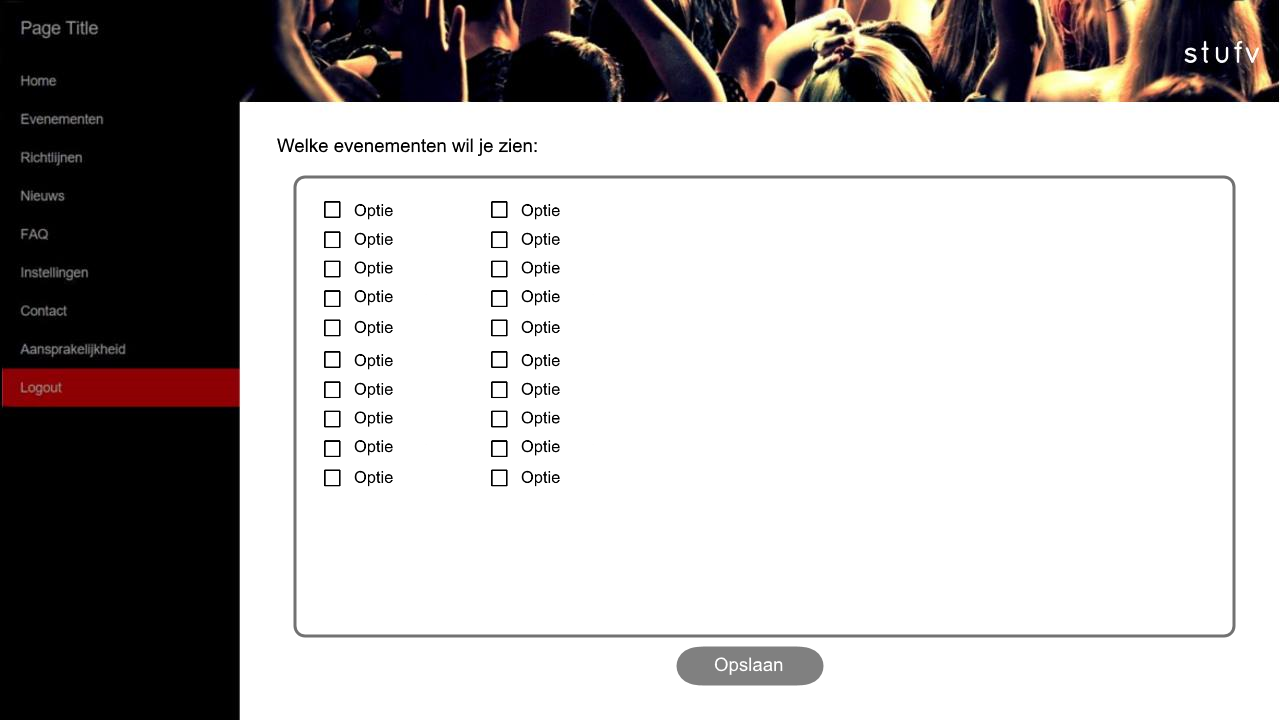 Page Title
Home
Evenementen
Richtlijnen
Nieuws
FAQ
Instellingen
Contact
Aansprakelijkheid
Logout
stufv
Welke evenementen wil je zien:
Optie Optie
Optie Optie
Optie Optie
Optie Optie
Optie Optie
Optie Optie
Optie Optie
Optie Optie
Optie Optie
Optie Optie
Opslaan